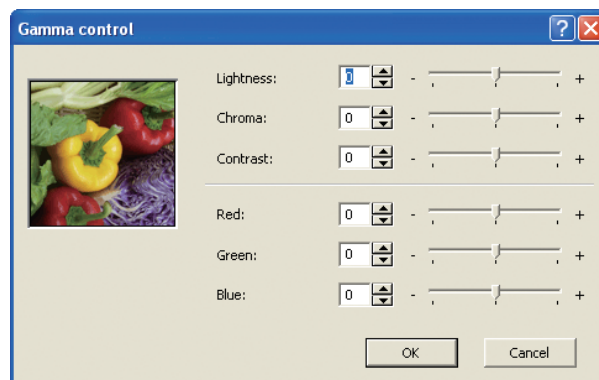 Gamma control
Lightness: 0 - +
Chroma: 0 - +
Contrast: 0 - +
Red: 0 - +
Green: 0 - +
Blue: 0 - +
OK Cancel